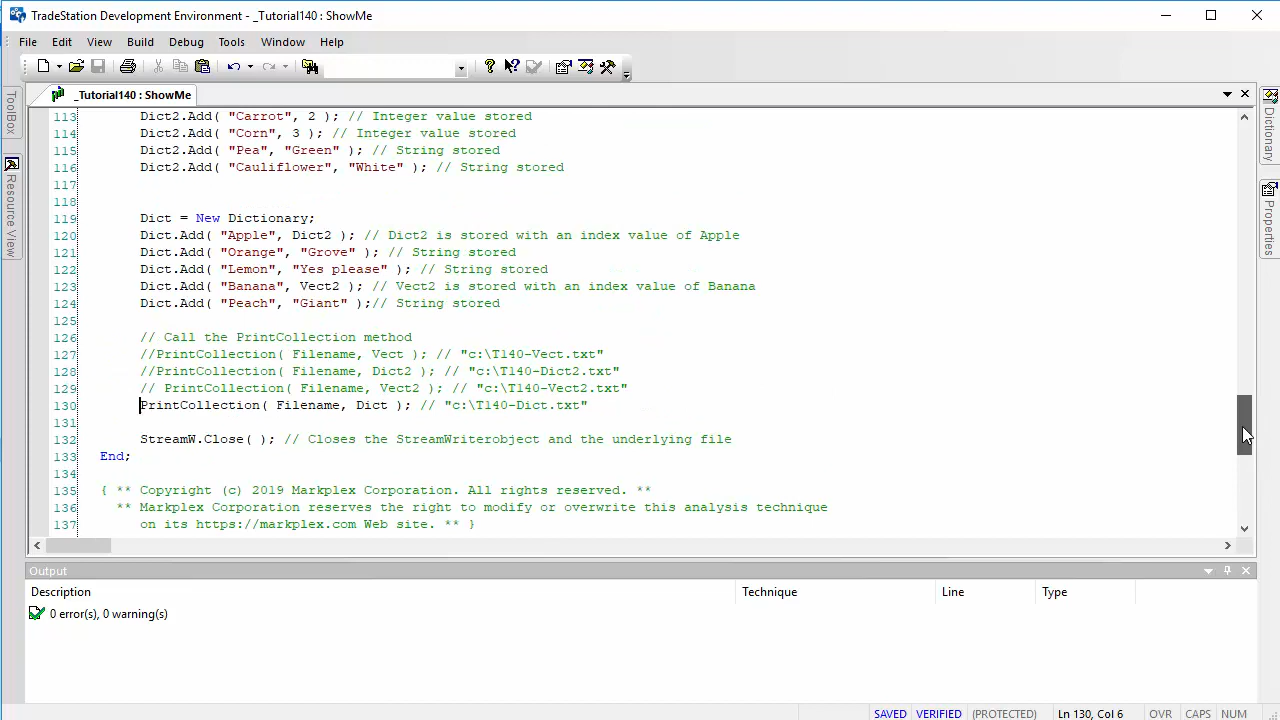 TradeStation Development Environment - _Tutorial140 : ShowMe
File Edit View Build Debug Tools Window Help
_Tutorial140 : ShowMe
ToolBox
Resource View
Dictionary
Properties
113 Dict2.Add( "Carrot", 2 ); // Integer value stored
114 Dict2.Add( "Corn", 3 ); // Integer value stored
115 Dict2.Add( "Pea", "Green" ); // String stored
116 Dict2.Add( "Cauliflower", "White" ); // String stored
117
118
119 Dict = New Dictionary;
120 Dict.Add( "Apple", Dict2 ); // Dict2 is stored with an index value of Apple
121 Dict.Add( "Orange", "Grove" ); // String stored
122 Dict.Add( "Lemon", "Yes please" ); // String stored
123 Dict.Add( "Banana", Vect2 ); // Vect2 is stored with an index value of Banana
124 Dict.Add( "Peach", "Giant" );// String stored
125
126 // Call the PrintCollection method
127 //PrintCollection( Filename, Vect ); // "c:\T140-Vect.txt"
128 //PrintCollection( Filename, Dict2 ); // "c:\T140-Dict2.txt"
129 // PrintCollection( Filename, Vect2 ); // "c:\T140-Vect2.txt"
130 PrintCollection( Filename, Dict ); // "c:\T140-Dict.txt"
131
132 StreamW.Close( ); // Closes the StreamWriterobject and the underlying file
133 End;
134
135 { ** Copyright (c) 2019 Markplex Corporation. All rights reserved. **
136 ** Markplex Corporation reserves the right to modify or overwrite this analysis technique
137 on its https://markplex.com Web site. ** }
Output
Description Technique Line Type
0 error(s), 0 warning(s)
SAVED VERIFIED (PROTECTED) Ln 130, Col 6 OVR CAPS NUM